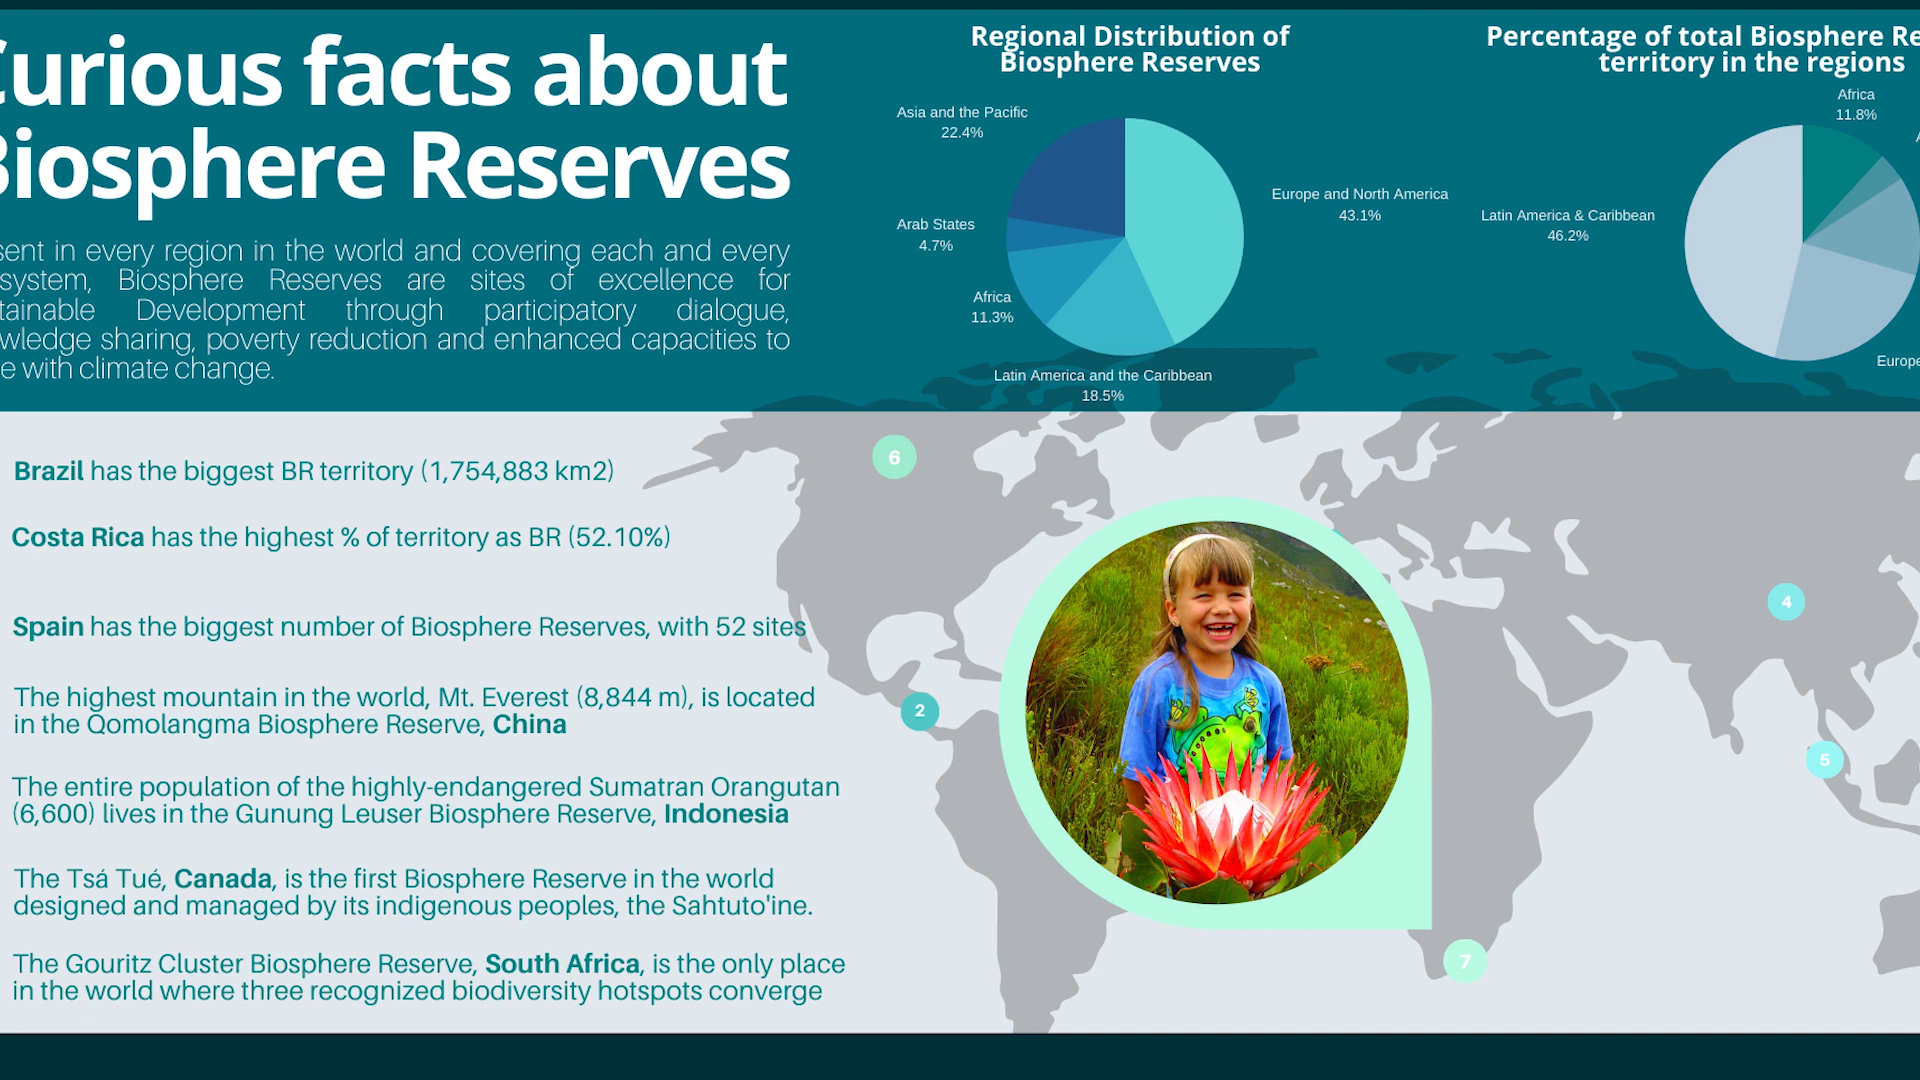 Curious facts about
Biosphere Reserves
sent in every region in the world and covering each and every
system, Biosphere Reserves are sites of excellence for
tainable Development through participatory dialogue,
wledge sharing, poverty reduction and enhanced capacities to
e with climate change.
Regional Distribution of
Biosphere Reserves
Asia and the Pacific
22.4%
Europe and North America
43.1%
Arab States
4.7%
Africa
11.3%
Latin America and the Caribbean
18.5%
Percentage of total Biosphere Re
territory in the regions
Africa
11.8%
Latin America & Caribbean
46.2%
Europe
Brazil has the biggest BR territory (1,754,883 km2)
Costa Rica has the highest % of territory as BR (52.10%)
Spain has the biggest number of Biosphere Reserves, with 52 sites
The highest mountain in the world, Mt. Everest (8,844 m), is located
in the Qomolangma Biosphere Reserve, China
The entire population of the highly-endangered Sumatran Orangutan
(6,600) lives in the Gunung Leuser Biosphere Reserve, Indonesia
The Tsá Tué, Canada, is the first Biosphere Reserve in the world
designed and managed by its indigenous peoples, the Sahtuto'ine.
The Gouritz Cluster Biosphere Reserve, South Africa, is the only place
in the world where three recognized biodiversity hotspots converge
6
4
2
5
7